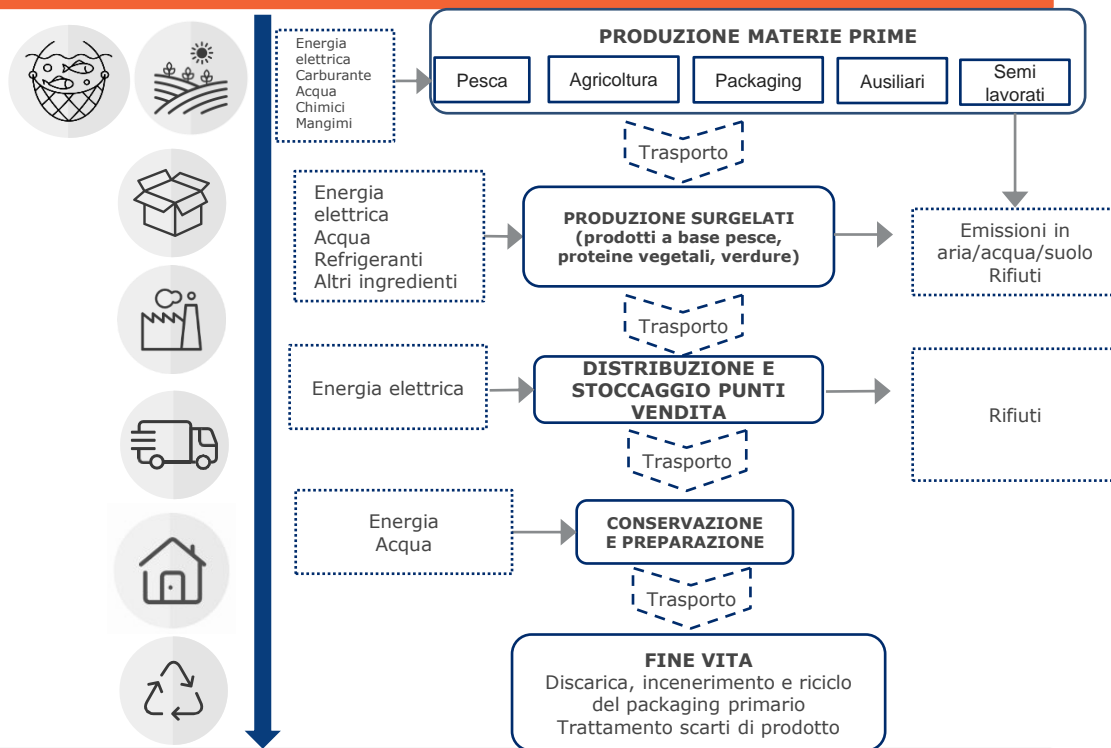 PRODUZIONE MATERIE PRIME
Energia
elettrica
Carburante
Acqua
Chimici
Mangimi
Pesca
Agricoltura
Packaging
Ausiliari
Semi
lavorati
Trasporto
Energia
elettrica
Acqua
Refrigeranti
Altri ingredienti
PRODUZIONE SURGELATI
(prodotti a base pesce,
proteine vegetali, verdure)
Emissioni in
aria/acqua/suolo
Rifiuti
Trasporto
Energia elettrica
DISTRIBUZIONE E
STOCCAGGIO PUNTI
VENDITA
Rifiuti
Trasporto
Energia
Acqua
CONSERVAZIONE
E PREPARAZIONE
Trasporto
FINE VITA
Discarica, incenerimento e riciclo
del packaging primario
Trattamento scarti di prodotto